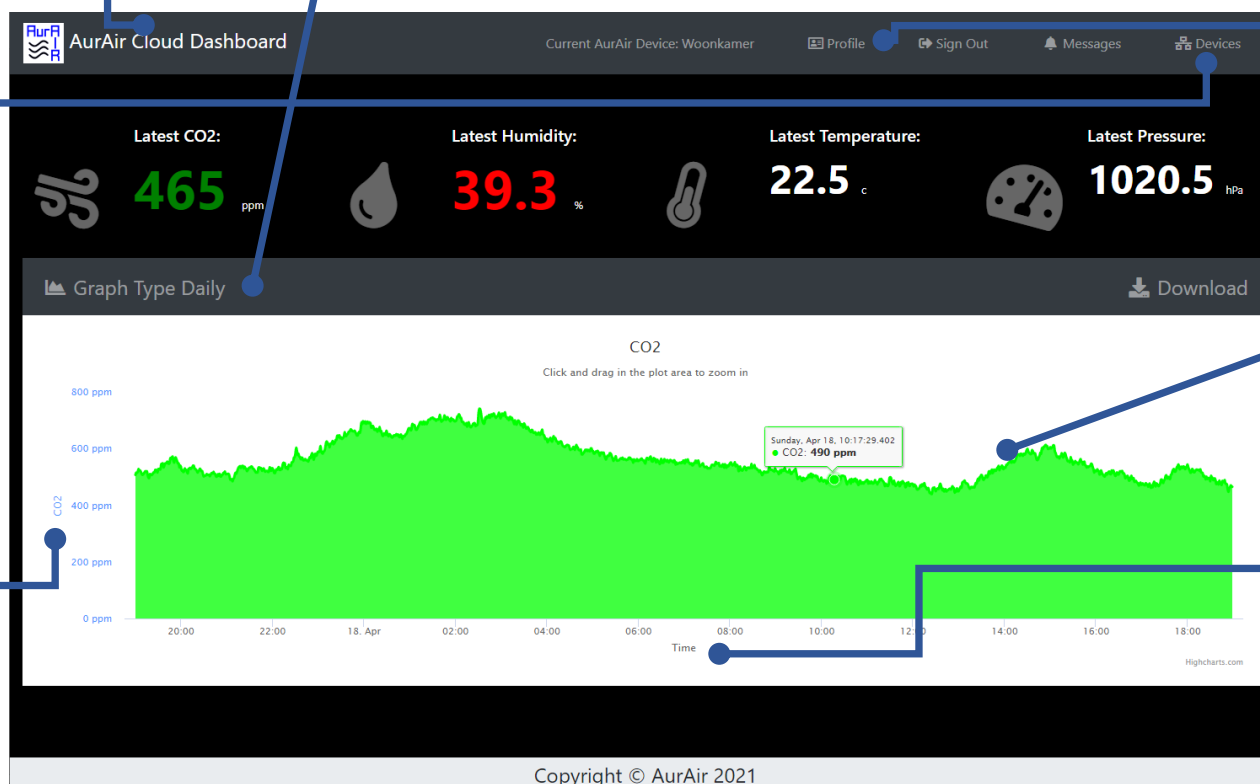 AurA
I
R
AurAir Cloud Dashboard
Current AurAir Device: Woonkamer
Profile
Sign Out
Messages
Devices
Latest CO2:
465 ppm
Latest Humidity:
39.3 %
Latest Temperature:
22.5 c
Latest Pressure:
1020.5 hPa
Graph Type Daily
Download
CO2
Click and drag in the plot area to zoom in
800 ppm
600 ppm
400 ppm
200 ppm
0 ppm
CO2
Sunday, Apr 18, 10:17:29.402
CO2: 490 ppm
20:00 22:00 18. Apr 02:00 04:00 06:00 08:00 10:00 14:00 16:00 18:00
Time
Highcharts.com
Copyright © AurAir 2021